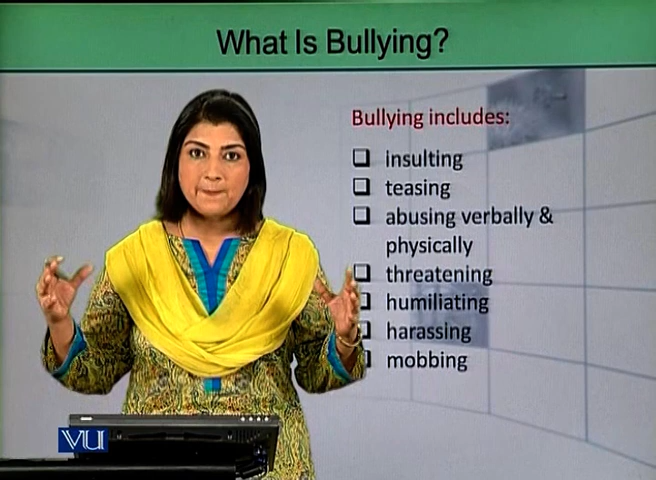 What Is Bullying?
Bullying includes:
insulting
teasing
abusing verbally &
physically
threatening
humiliating
harassing
mobbing
VU